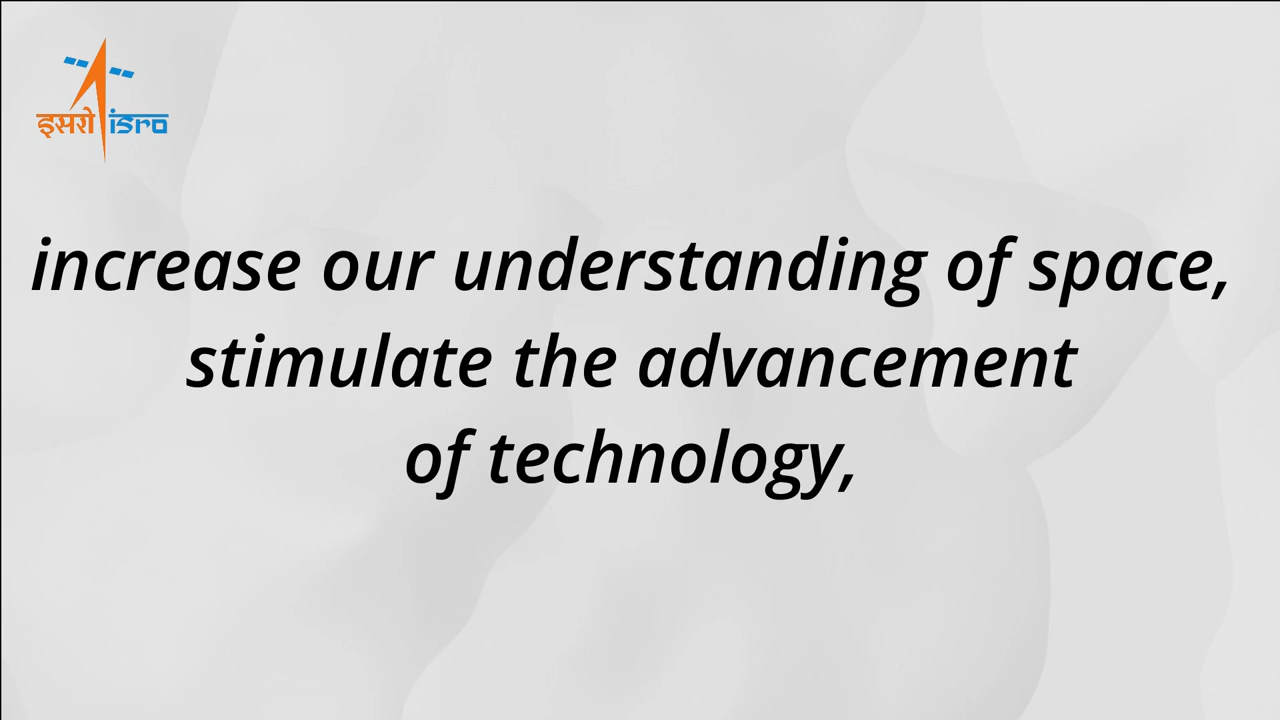 इसरो isro
increase our understanding of space,
stimulate the advancement
of technology,